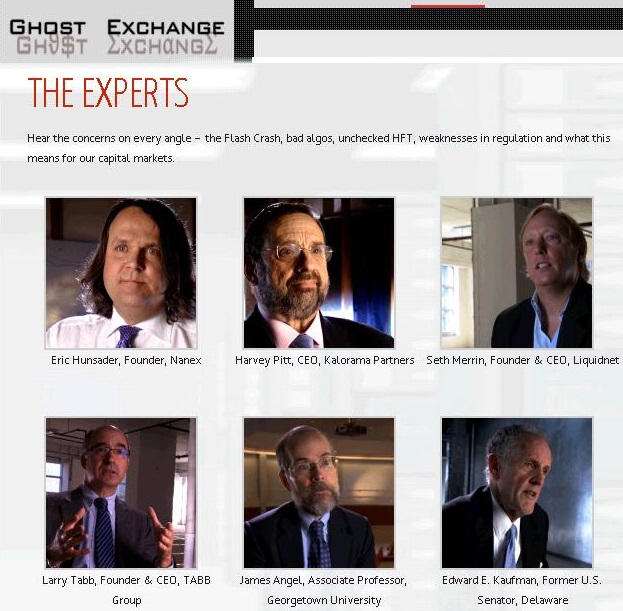 GHOST EXCHANGE
THE EXPERTS
Hear the concerns on every angle – the Flash Crash, bad algos, unchecked HFT, weaknesses in regulation and what this
means for our capital markets.
Eric Hunsader, Founder, Nanex
Harvey Pitt, CEO, Kalorama Partners
Seth Merrin, Founder & CEO, Liquidnet
Larry Tabb, Founder & CEO, TABB
Group
James Angel, Associate Professor,
Georgetown University
Edward E. Kaufman, Former U.S.
Senator, Delaware